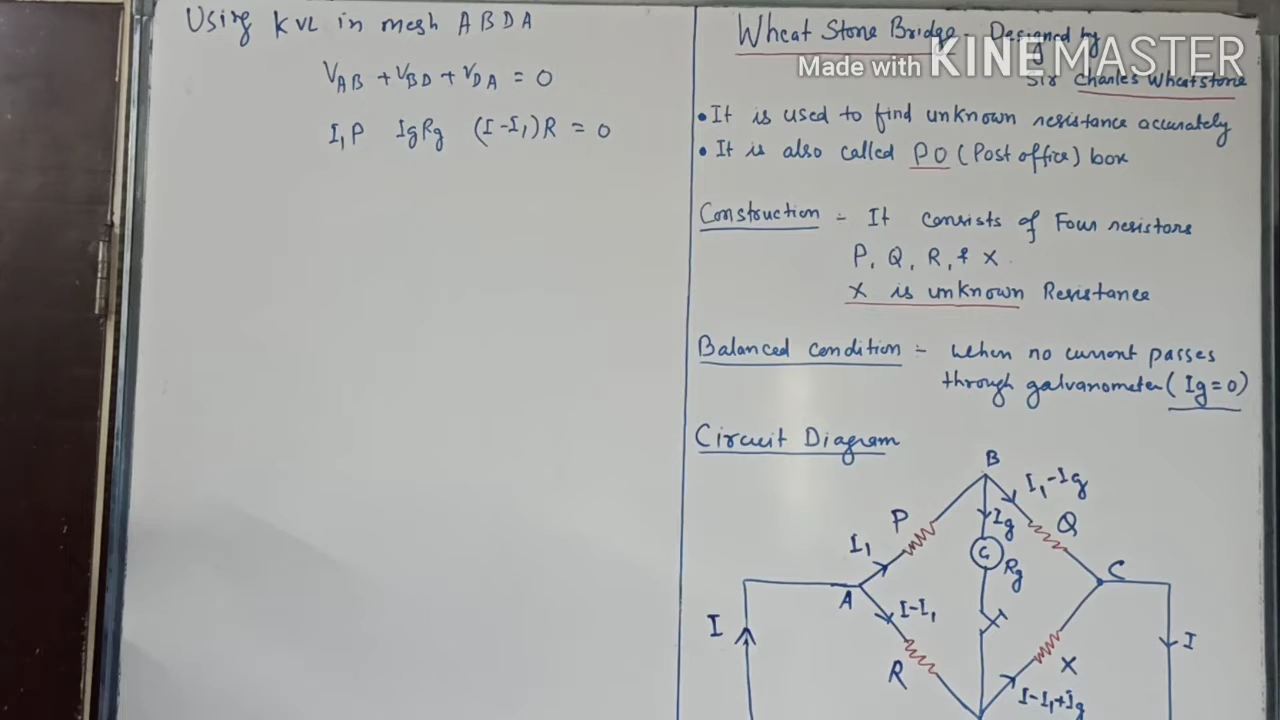 Using KVL in mesh ABDA
V_AB + V_BD + V_DA = 0
I₁P IgRg (I-I₁)R = 0
Wheat Stone Bridge - Designed by
Sir Charles Wheatstone
Made with KINEMASTER
• It is used to find unknown resistance accurately
• It is also called PO (Post office) box
Construction :- It consists of Four resistors
P, Q, R, & X.
X is unknown Resistance
Balanced condition :- when no current passes
through galvanometer (Ig=0)
Circuit Diagram
B
I₁-Ig
P
Ig
Q
I₁
G
Rg
C
A
I-I₁
I
I
R
X
I-I₁+Ig